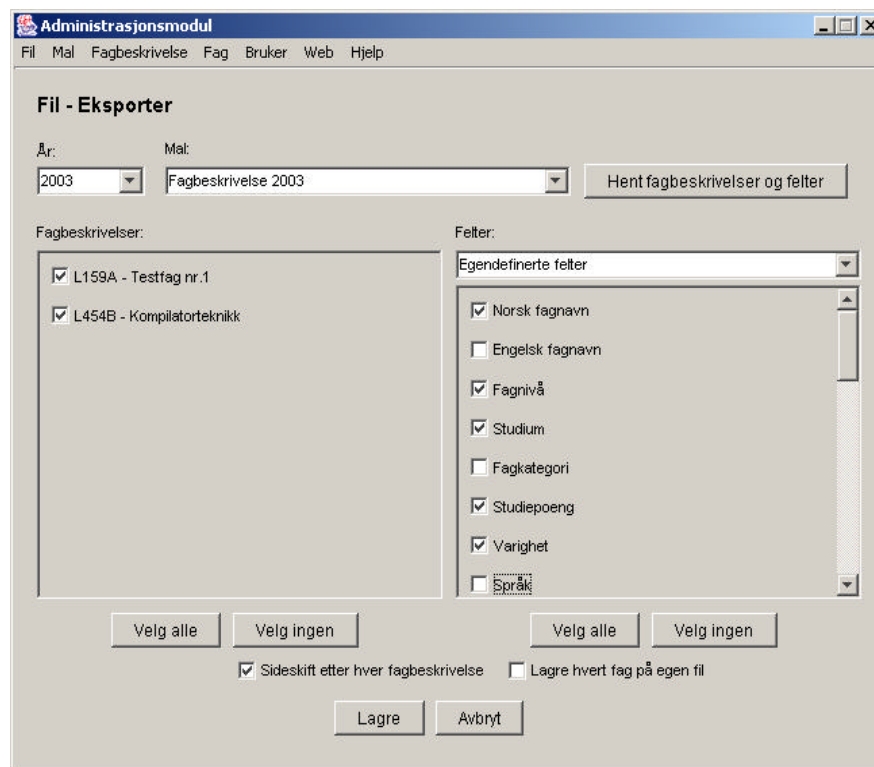 Administrasjonsmodul
Fil Mal Fagbeskrivelse Fag Bruker Web Hjelp
Fil - Eksporter
År: Mal:
2003 Fagbeskrivelse 2003 Hent fagbeskrivelser og felter
Fagbeskrivelser: Felter:
Egendefinerte felter
L159A - Testfag nr.1
L454B - Kompilatorteknikk
Norsk fagnavn
Engelsk fagnavn
Fagnivå
Studium
Fagkategori
Studiepoeng
Varighet
Språk
Velg alle Velg ingen Velg alle Velg ingen
Sideskift etter hver fagbeskrivelse Lagre hvert fag på egen fil
Lagre Avbryt